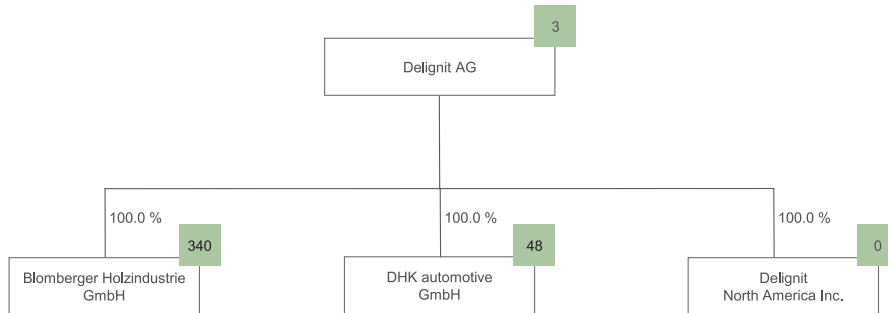 3
Delignit AG
100.0 %
100.0 %
100.0 %
340
48
0
Blomberger Holzindustrie
GmbH
DHK automotive
GmbH
Delignit
North America Inc.